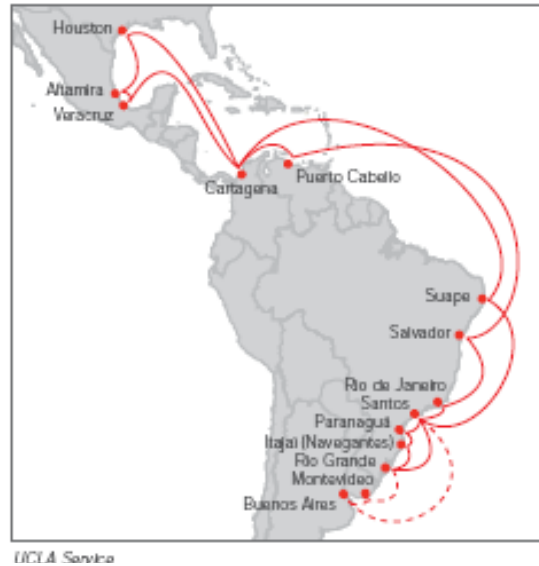 Houston
Altamira
Veracruz
Cartagena
Puerto Cabello
Suape
Salvador
Rio de Janeiro
Santos
Paranaguá
Itajaí (Navegantes)
Rio Grande
Montevideo
Buenos Aires
UCLA Service